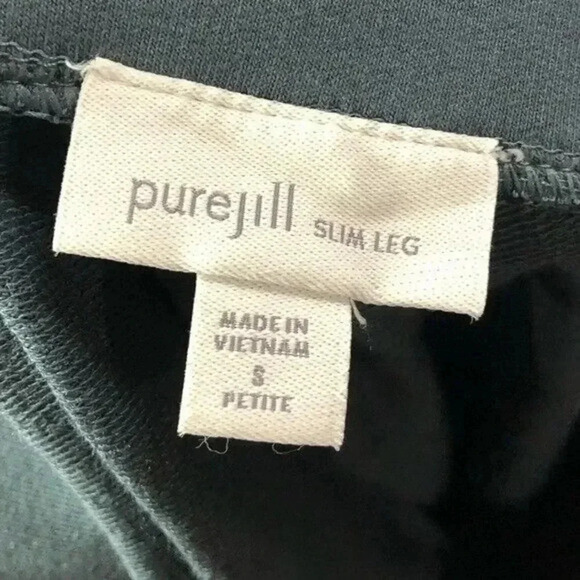 purejill SLIM LEG
MADE IN
VIETNAM
S
PETITE